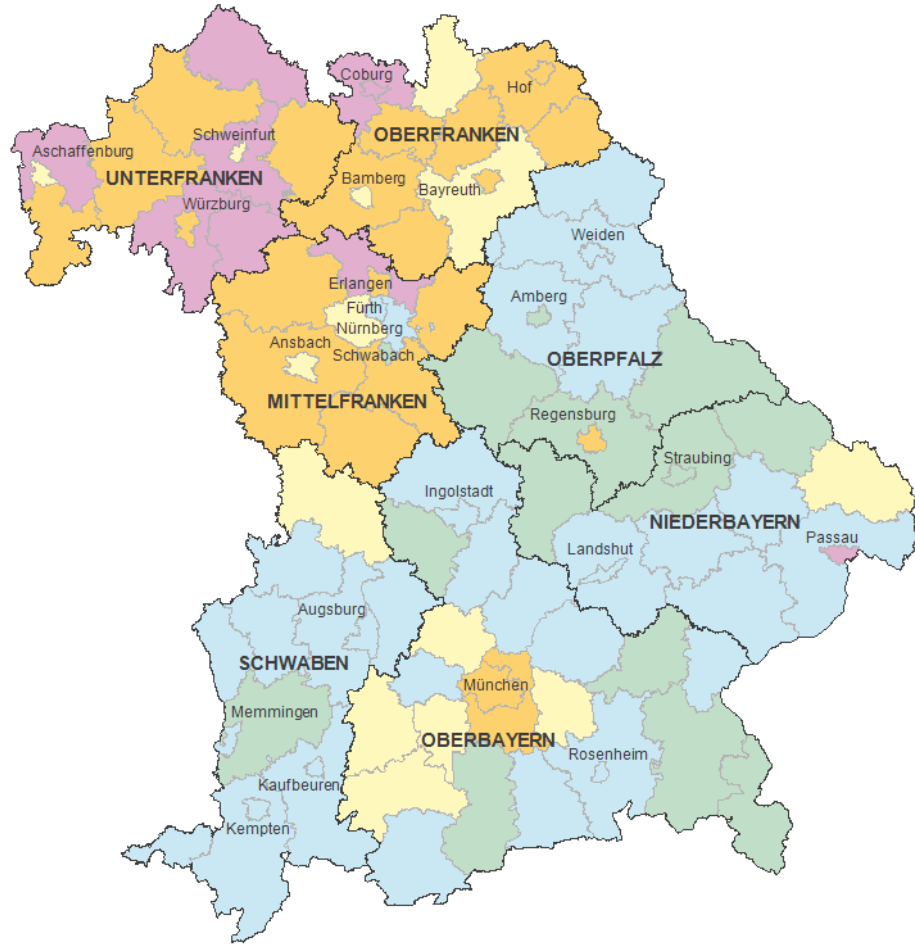 Coburg
Hof
OBERFRANKEN
Schweinfurt
Aschaffenburg
UNTERFRANKEN
Bamberg
Bayreuth
Würzburg
Weiden
Erlangen
Amberg
Fürth
Nürnberg
Ansbach
Schwabach
OBERPFALZ
MITTELFRANKEN
Regensburg
Straubing
Ingolstadt
NIEDERBAYERN
Landshut
Passau
Augsburg
SCHWABEN
München
Memmingen
OBERBAYERN
Rosenheim
Kaufbeuren
Kempten